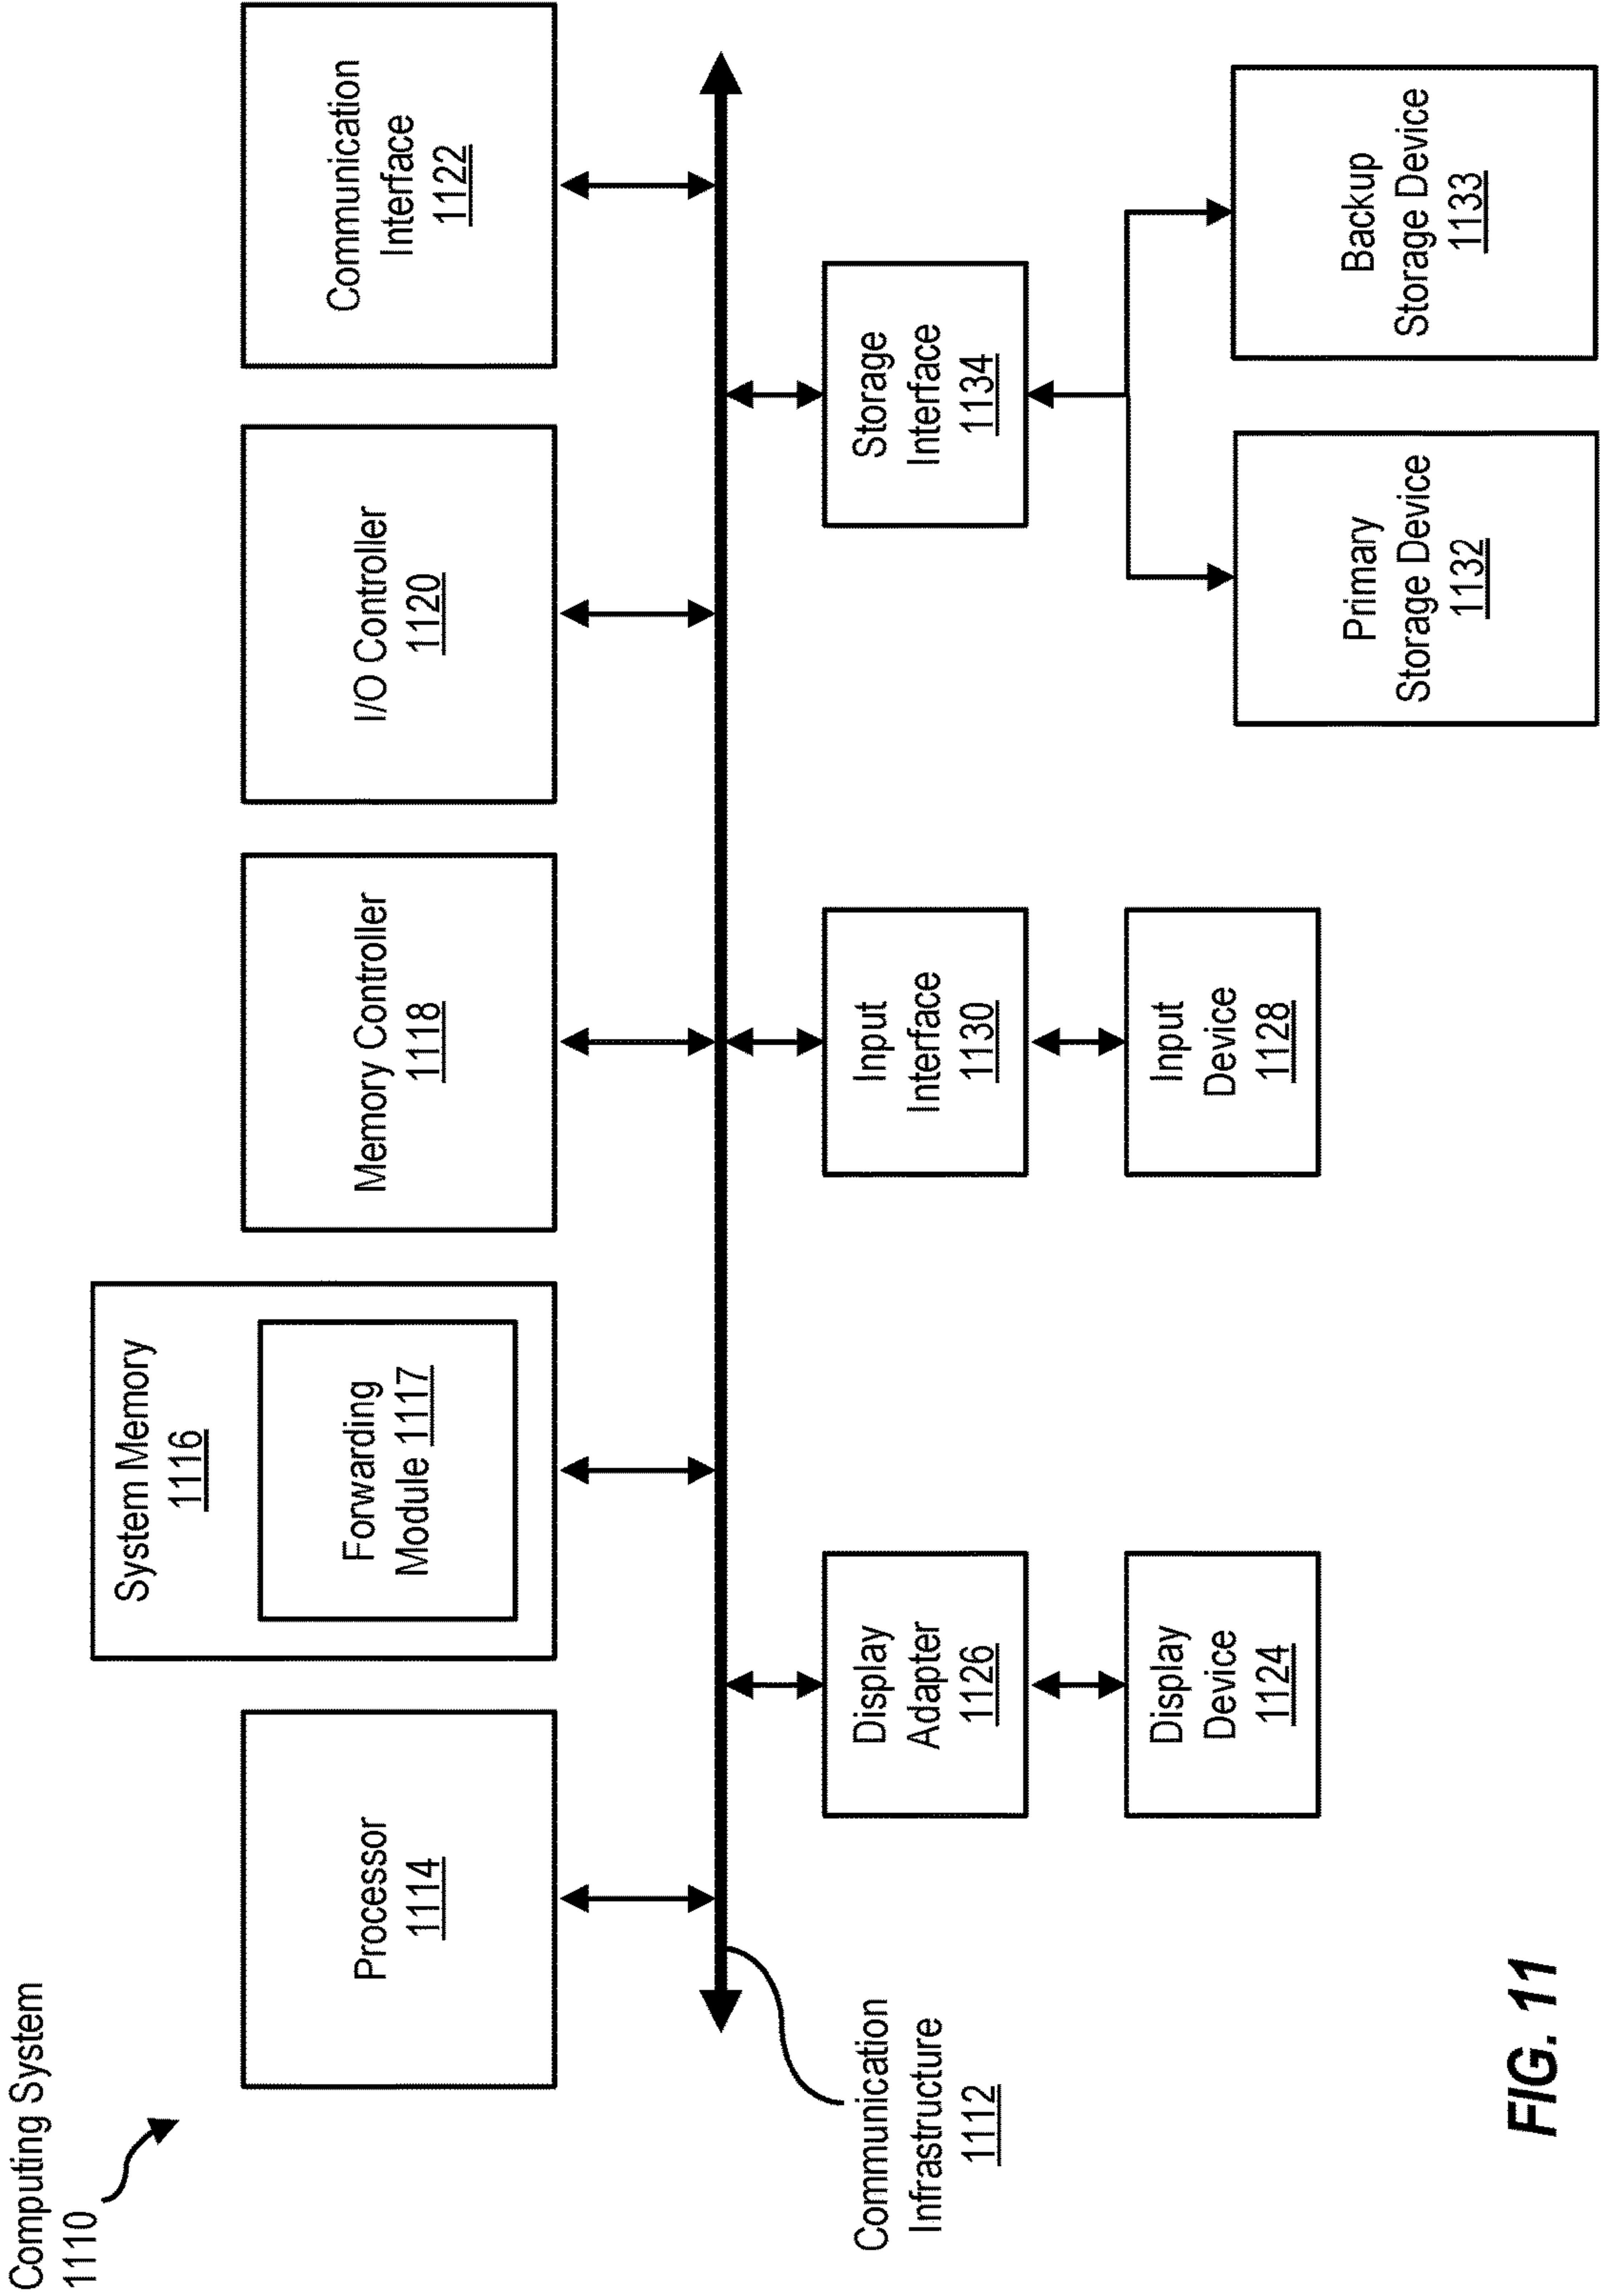 Computing System
1110
Processor
1114
System Memory
1116
Forwarding
Module 1117
Memory Controller
1118
I/O Controller
1120
Communication
Interface
1122
Communication
Infrastructure
1112
Display
Adapter
1126
Input
Interface
1130
Storage
Interface
1134
Display
Device
1124
Input
Device
1128
Primary
Storage Device
1132
Backup
Storage Device
1133
FIG. 11